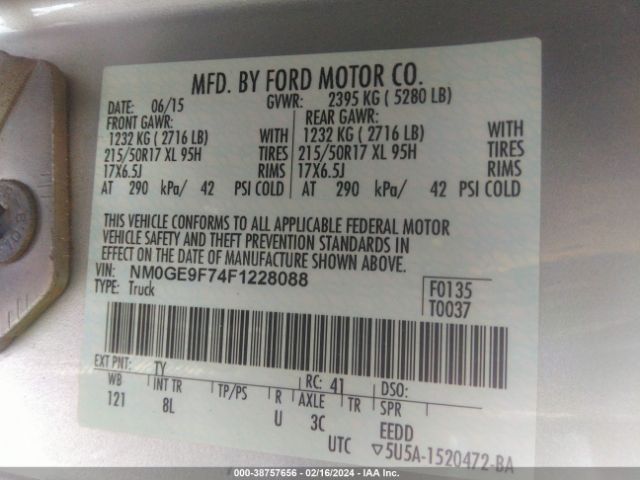 MFD. BY FORD MOTOR CO.
DATE: 06/15 GVWR: 2395 KG ( 5280 LB)
FRONT GAWR: REAR GAWR:
1232 KG ( 2716 LB) WITH 1232 KG ( 2716 LB) WITH
215/50R17 XL 95H TIRES 215/50R17 XL 95H TIRES
17X6.5J RIMS 17X6.5J RIMS
AT 290 kPa/ 42 PSI COLD AT 290 kPa/ 42 PSI COLD
THIS VEHICLE CONFORMS TO ALL APPLICABLE FEDERAL MOTOR
VEHICLE SAFETY AND THEFT PREVENTION STANDARDS IN
EFFECT ON THE DATE OF MANUFACTURE SHOWN ABOVE.
VIN: NM0GE9F74F1228088
TYPE: Truck
F0135
T0037
EXT PNT: TY RC: 41 DSO:
WB INT TR TP/PS R AXLE TR SPR
121 8L U 3C EEDD
UTC ▽5U5A-1520472-BA
000-38757656 - 02/16/2024 - IAA Inc.